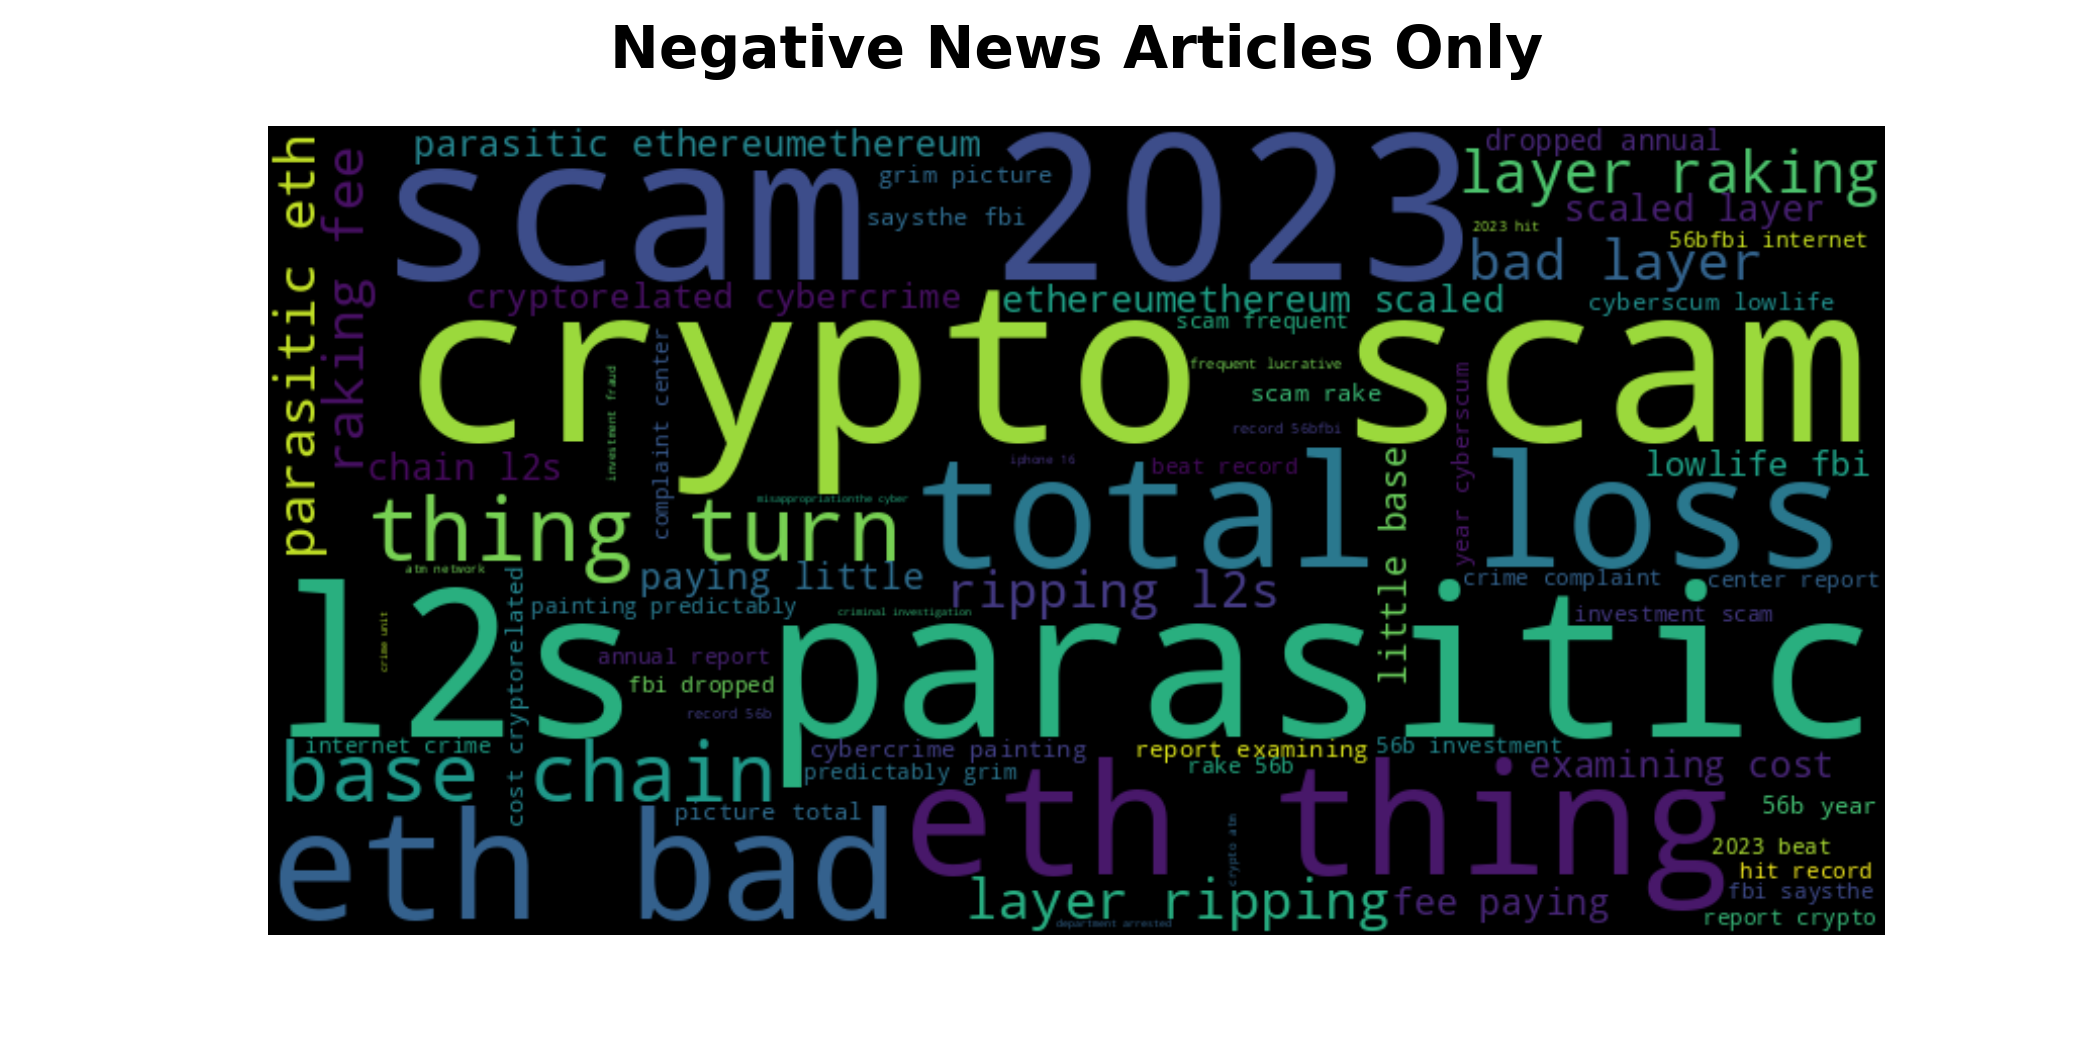 Negative News Articles Only
parasitic eth
raking fee
parasitic ethereumethereum
scam 2023
grim picture
saysthe fbi
dropped annual
layer raking
scaled layer
2023 hit
56bfbi internet
bad layer
cryptorelated cybercrime
ethereumethereum scaled
cyberscum lowlife
scam frequent
crypto scam
frequent lucrative
scam rake
record 56bfbi
investment fraud
complaint center
year cyberscum
chain l2s
iphone 16
beat record
lowlife fbi
total loss
little base
misappropriationthe cyber
thing turn
atm network
paying little
ripping l2s
crime complaint
center report
painting predictably
criminal investigation
investment scam
l2s parasitic
crime unit
cost cryptorelated
annual report
fbi dropped
record 56b
internet crime
base chain
cybercrime painting
report examining
56b investment
predictably grim
rake 56b
examining cost
eth thing
picture total
56b year
eth bad
crypto atm
2023 beat
hit record
layer ripping
fee paying
fbi saysthe
report crypto
department arrested